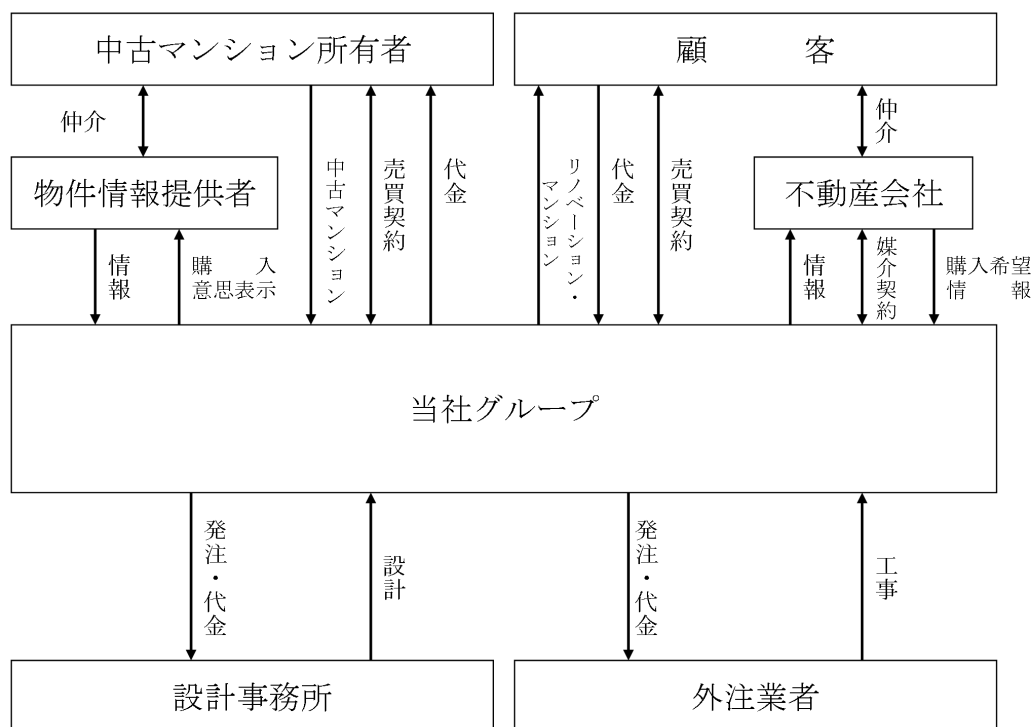 中古マンション所有者
顧 客
仲介
仲介
物件情報提供者
不動産会社
中古マンション
売買契約
代金
リノベーション・
マンション
代金
売買契約
情報
購 入
意思表示
情報
媒介契約
購入希望
情 報
当社グループ
発注・代金
設計
発注・代金
工事
設計事務所
外注業者